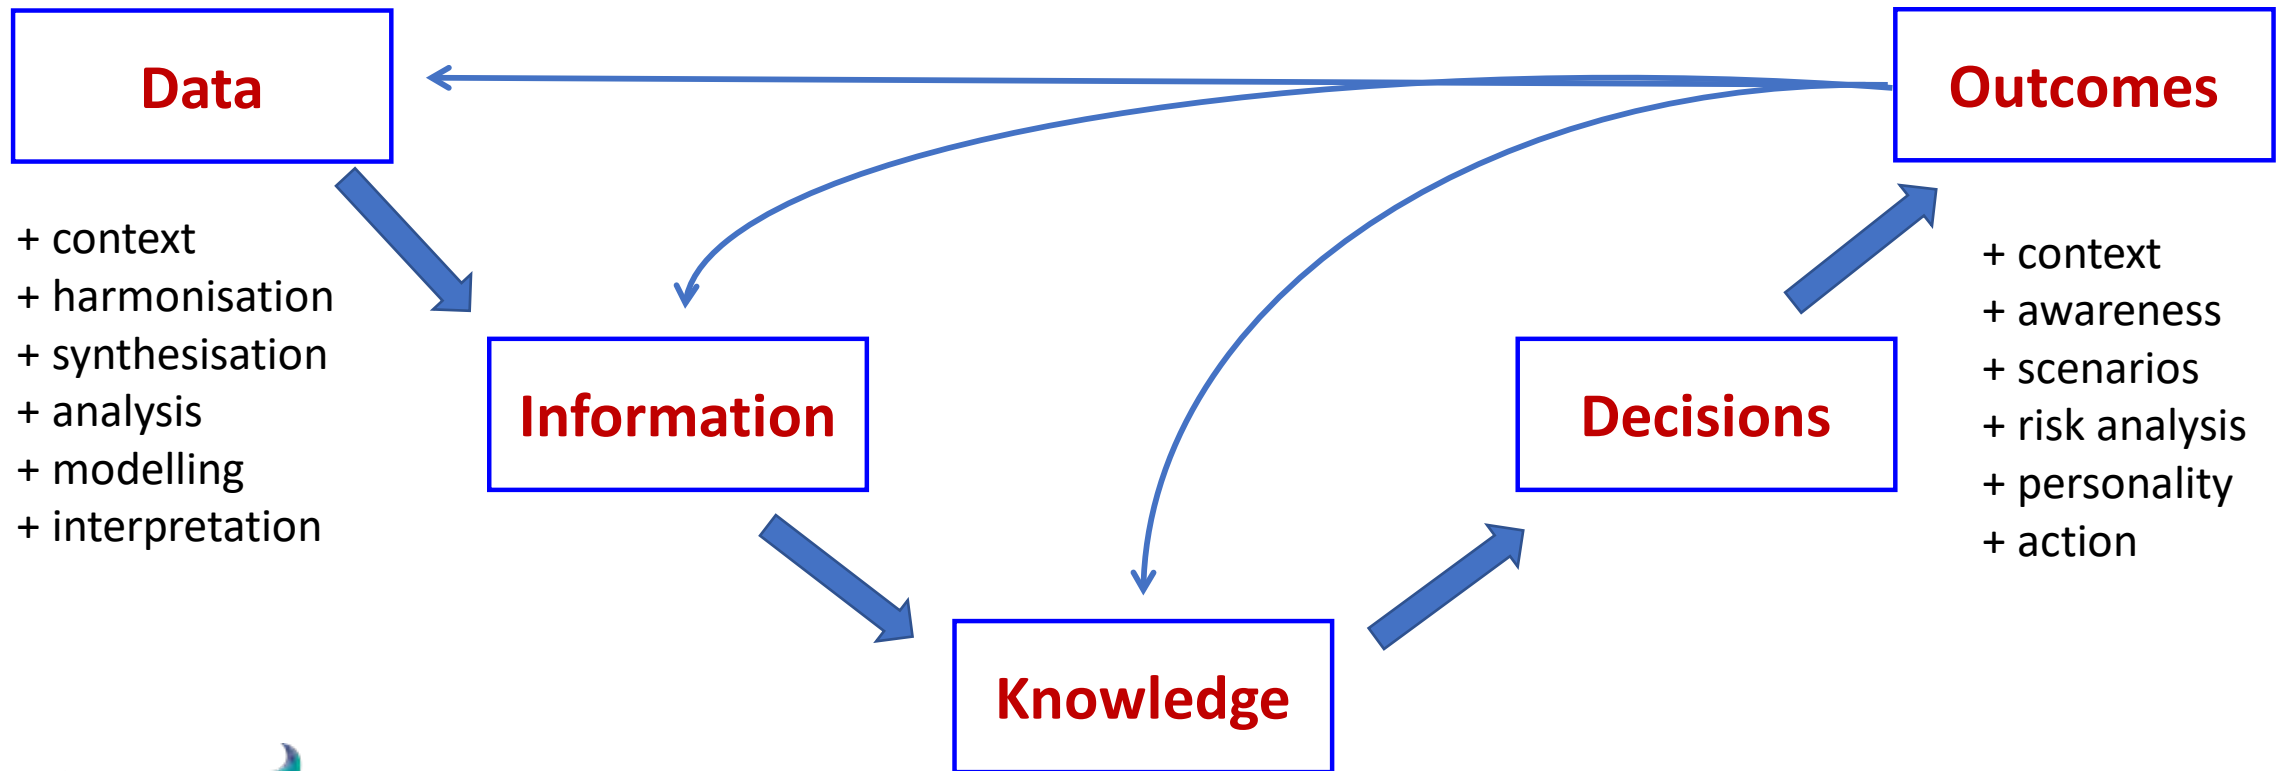 Data
Outcomes
+ context
+ harmonisation
+ synthesisation
+ analysis
+ modelling
+ interpretation
Information
Decisions
+ context
+ awareness
+ scenarios
+ risk analysis
+ personality
+ action
Knowledge